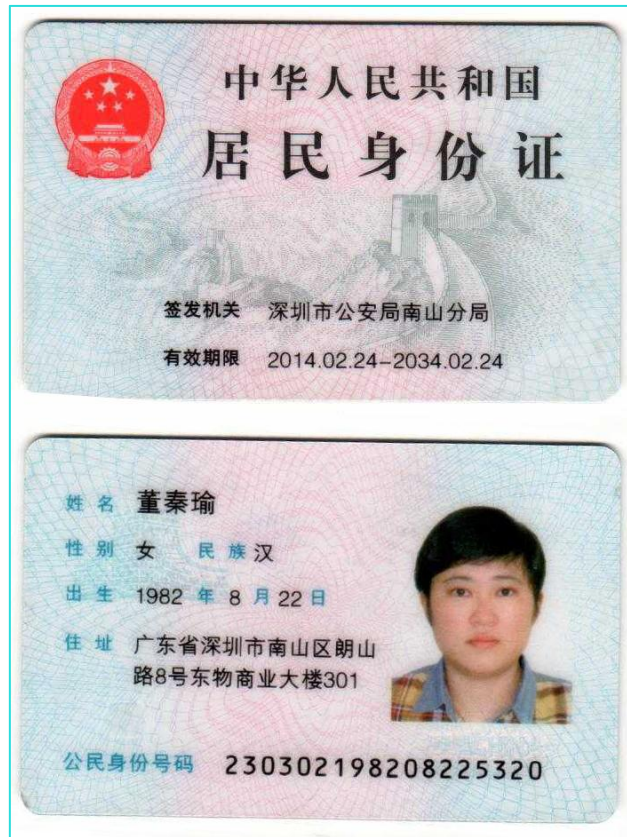 中华人民共和国
居民身份证
签发机关 深圳市公安局南山分局
有效期限 2014.02.24-2034.02.24
姓名 董秦瑜
性别 女 民族 汉
出生 1982 年 8 月 22 日
住址 广东省深圳市南山区朗山
路8号东物商业大楼301
公民身份号码 230302198208225320